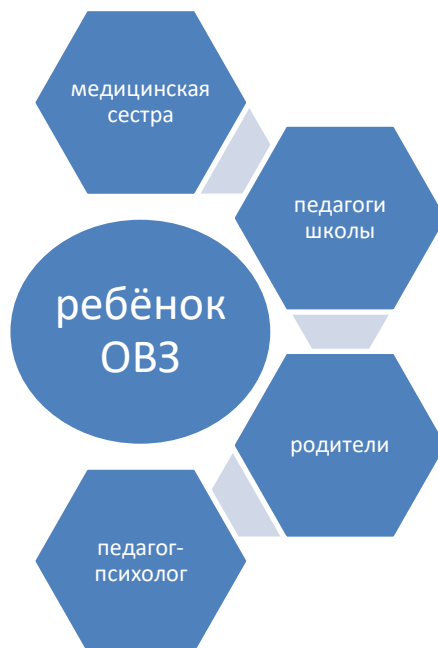 медицинская
сестра
педагоги
школы
ребёнок
ОВЗ
родители
педагог-
психолог